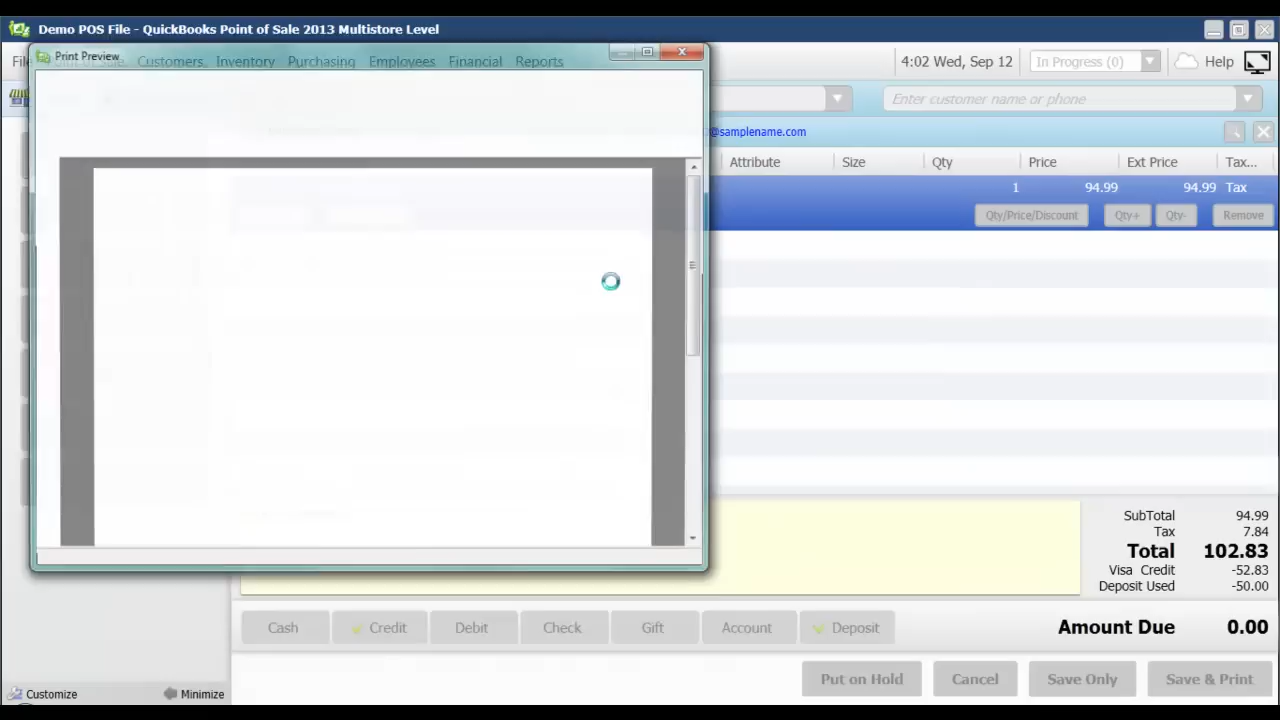 Demo POS File - QuickBooks Point of Sale 2013 Multistore Level
Print Preview
Customers Inventory Purchasing Employees Financial Reports
4:02 Wed, Sep 12
In Progress (0)
Help
Enter customer name or phone
@samplename.com
Attribute Size Qty Price Ext Price Tax...
1 94.99 94.99 Tax
Qty/Price/Discount Qty+ Qty- Remove
SubTotal 94.99
Tax 7.84
Total 102.83
Visa Credit -52.83
Deposit Used -50.00
Cash Credit Debit Check Gift Account Deposit
Amount Due 0.00
Put on Hold Cancel Save Only Save & Print
Customize Minimize